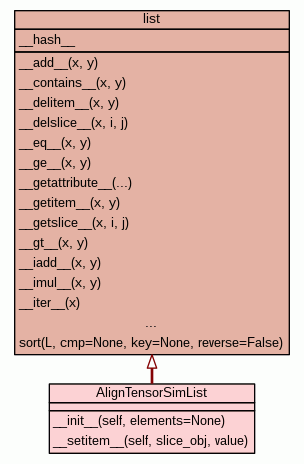 list
__hash__
__add__(x, y)
__contains__(x, y)
__delitem__(x, y)
__delslice__(x, i, j)
__eq__(x, y)
__ge__(x, y)
__getattribute__(...)
__getitem__(x, y)
__getslice__(x, i, j)
__gt__(x, y)
__iadd__(x, y)
__imul__(x, y)
__iter__(x)
...
sort(L, cmp=None, key=None, reverse=False)
AlignTensorSimList
__init__(self, elements=None)
__setitem__(self, slice_obj, value)